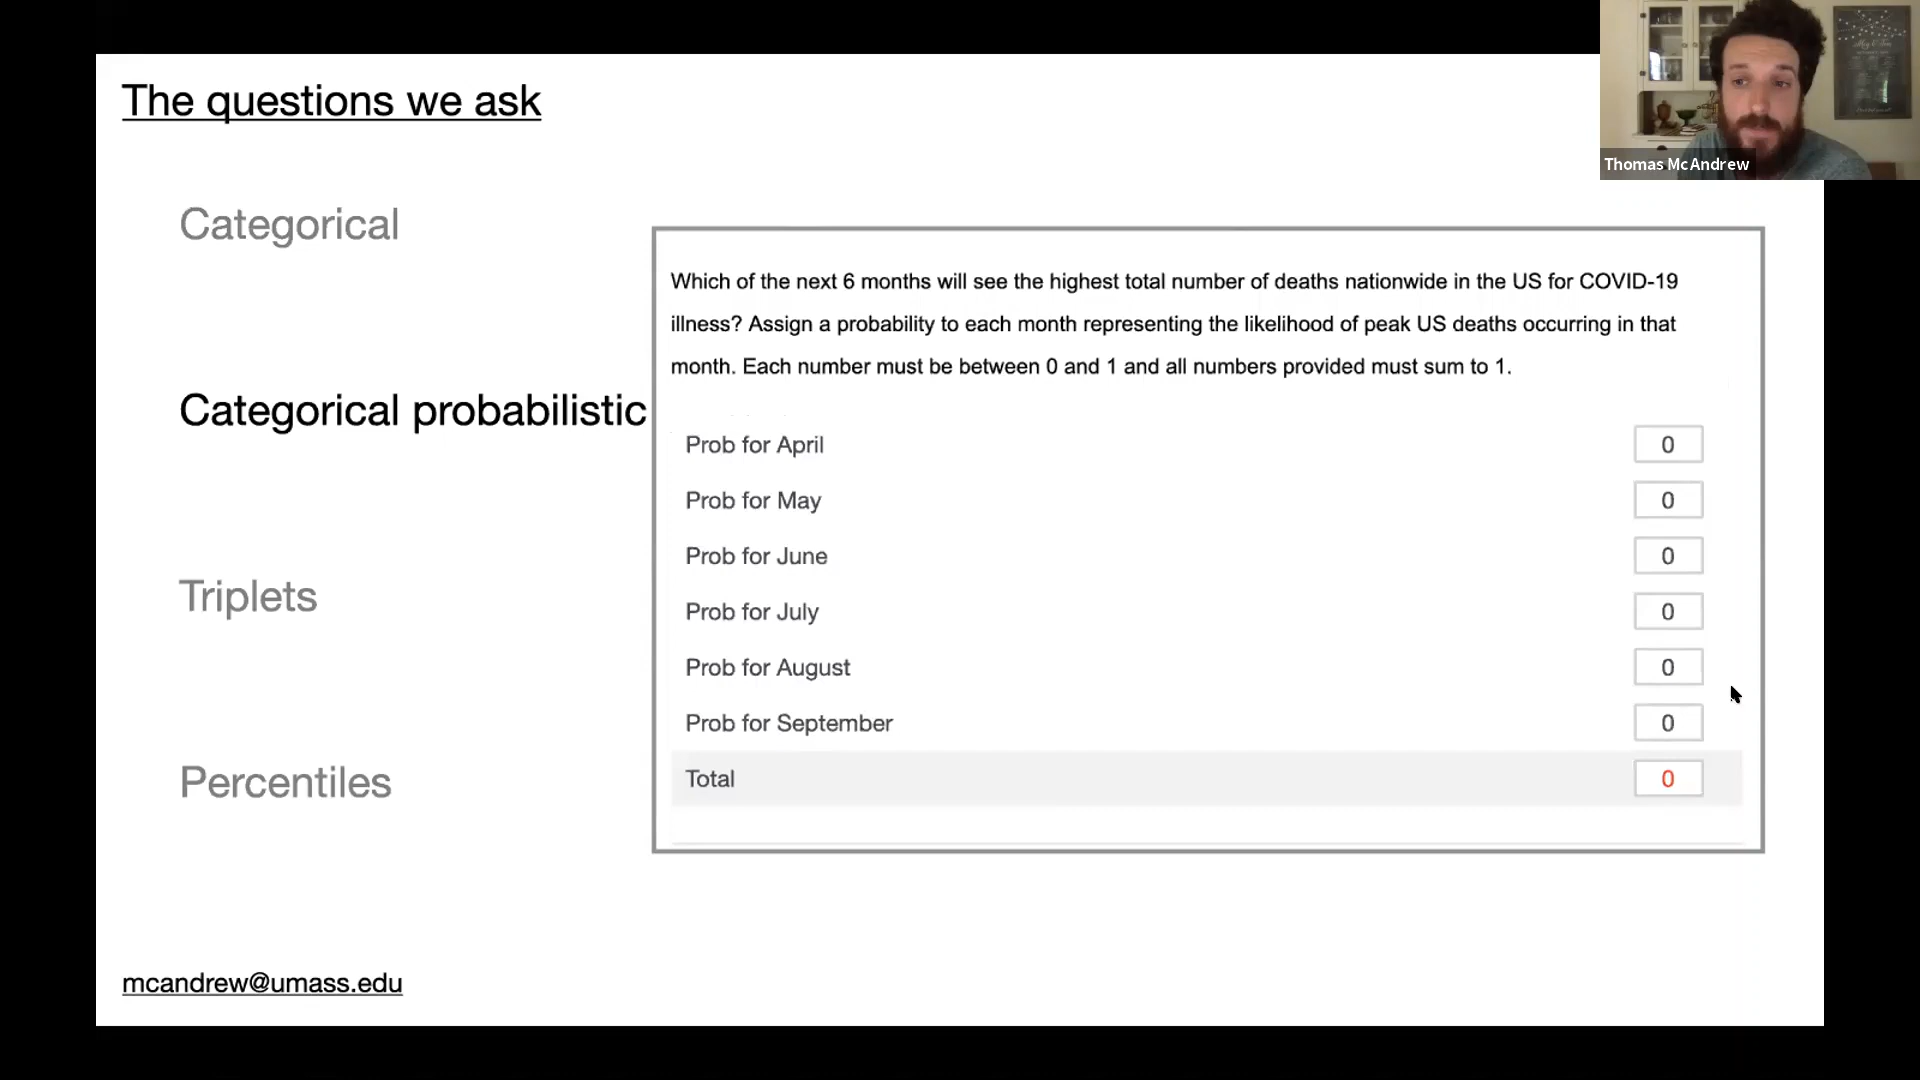 The questions we ask
Thomas McAndrew
Categorical
Categorical probabilistic
Triplets
Percentiles
Which of the next 6 months will see the highest total number of deaths nationwide in the US for COVID-19
illness? Assign a probability to each month representing the likelihood of peak US deaths occurring in that
month. Each number must be between 0 and 1 and all numbers provided must sum to 1.
Prob for April 0
Prob for May 0
Prob for June 0
Prob for July 0
Prob for August 0
Prob for September 0
Total 0
mcandrew@umass.edu